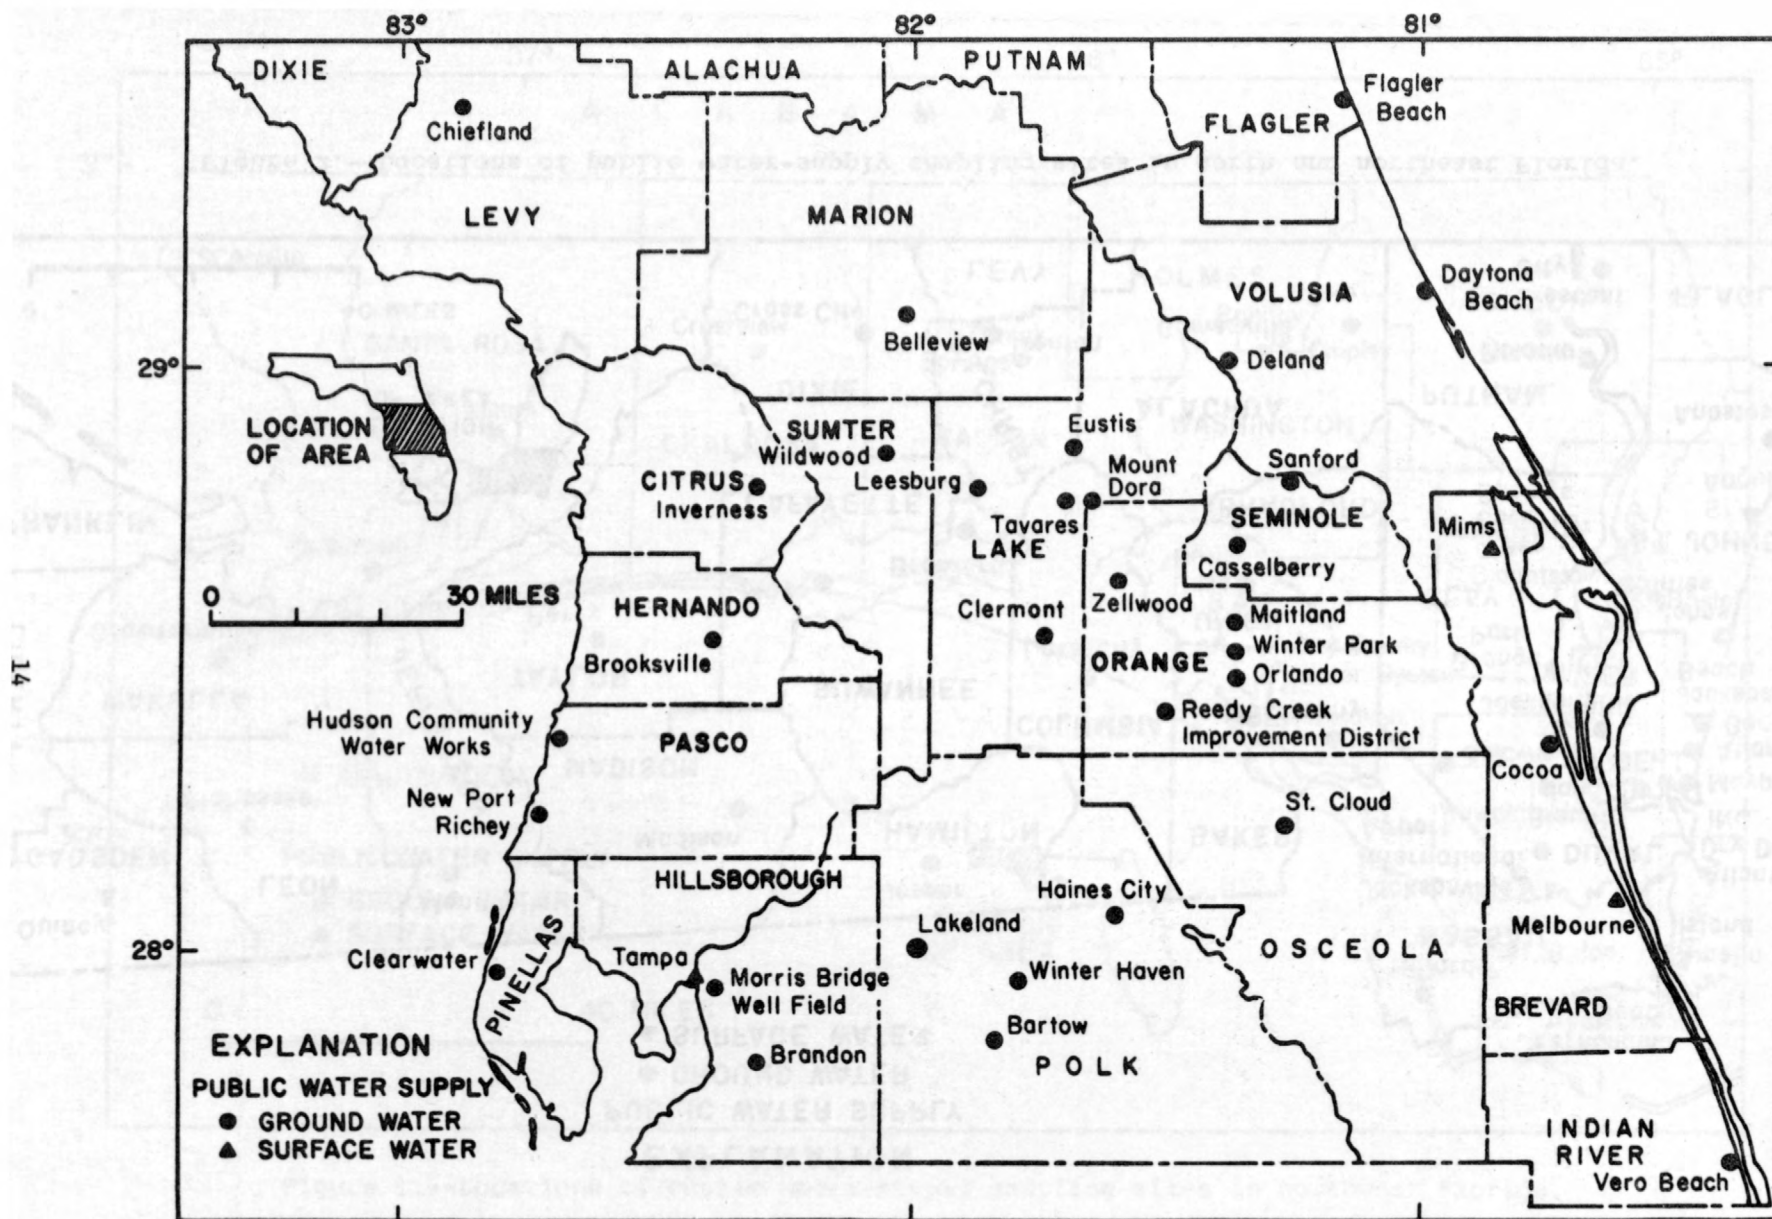 83°
82°
81°
DIXIE
ALACHUA
PUTNAM
Flagler
Beach
FLAGLER
Chiefland
LEVY
MARION
Daytona
Beach
VOLUSIA
Belleview
Deland
29°
LOCATION
OF AREA
SUMTER
Wildwood
Eustis
Mount
Dora
Sanford
CITRUS
Inverness
Leesburg
Tavares
LAKE
SEMINOLE
Mims
Casselberry
0
30 MILES
HERNANDO
Clermont
Zellwood
Maitland
Winter Park
Orlando
ORANGE
Brooksville
14
Reedy Creek
Improvement District
Hudson Community
Water Works
PASCO
Cocoa
New Port
Richey
St. Cloud
HILLSBOROUGH
Haines City
Lakeland
Melbourne
28°
Clearwater
PINELLAS
Tampa
Morris Bridge
Well Field
Winter Haven
OSCEOLA
BREVARD
Bartow
POLK
Brandon
EXPLANATION
PUBLIC WATER SUPPLY
GROUND WATER
SURFACE WATER
INDIAN
RIVER
Vero Beach